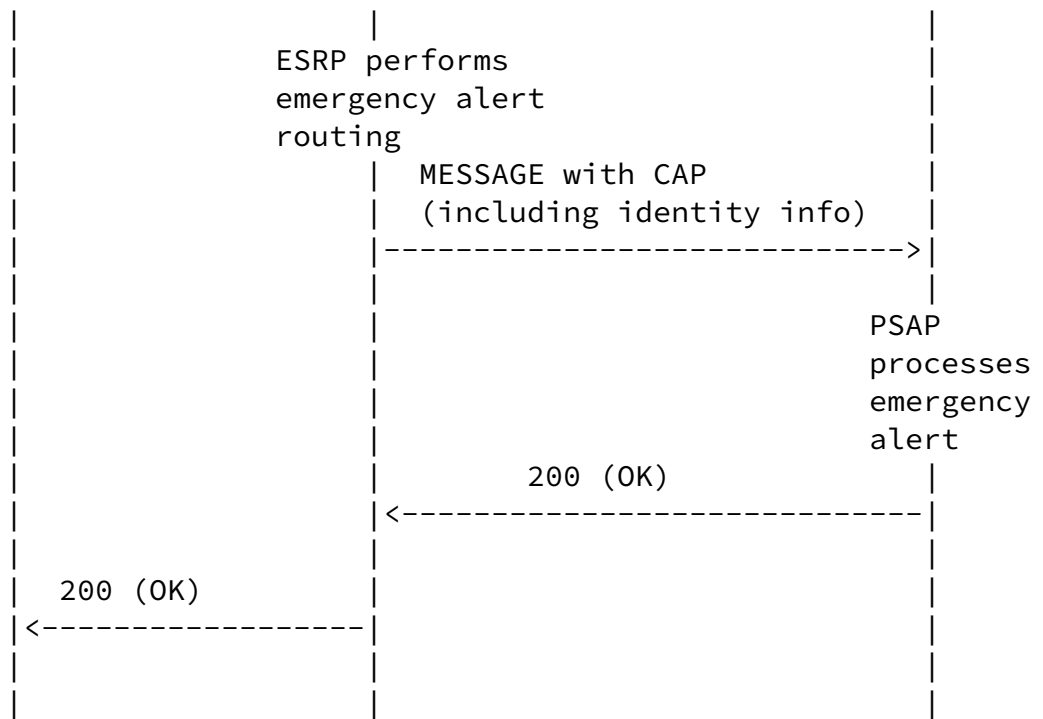 ESRP performs
emergency alert
routing
MESSAGE with CAP
(including identity info)
PSAP
processes
emergency
alert
200 (OK)
200 (OK)